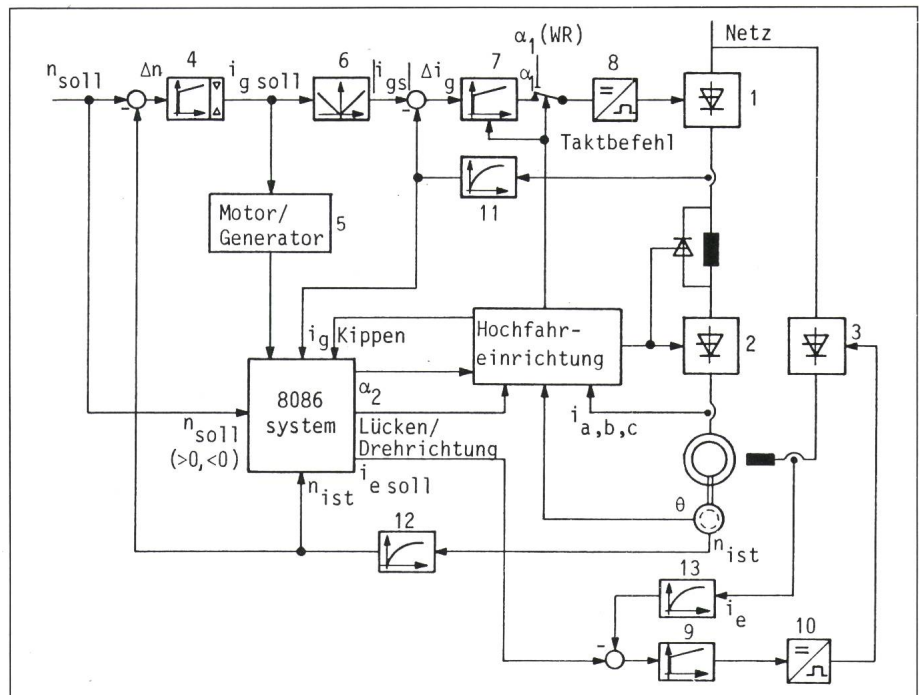 α1(WR)
Netz
nsoll
Δn
4
ig soll
6
|igs|
Δig
7
α1
8
1
Taktbefehl
11
Motor/
Generator
5
ig
Kippen
Hochfahr-
einrichtung
2
3
8086
system
α2
nsoll
(>0,<0)
Lücken/
Drehrichtung
ia,b,c
ie soll
nist
θ
12
nist
13
ie
9
10